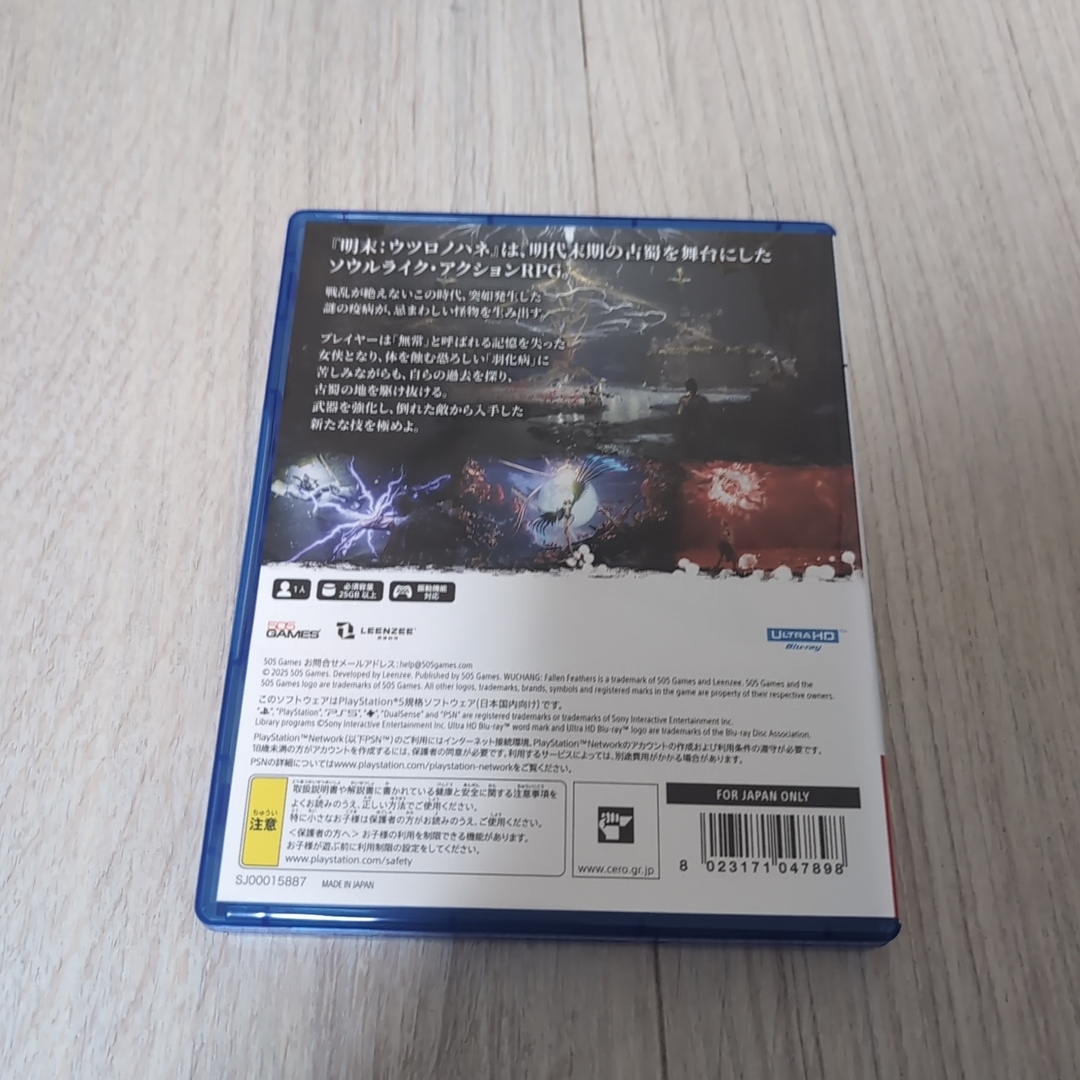 『明末:ウツロノハネ』は、明代末期の古蜀を舞台にした
ソウルライク・アクションRPG。
戦乱が絶えないこの時代、突如発生した
謎の疫病が、忌まわしい怪物を生み出す。
プレイヤーは「無常」と呼ばれる記憶を失った
女侠となり、体を蝕む恐ろしい「羽化病」に
苦しみながらも、自らの過去を探り、
古蜀の地を駆け抜ける。
武器を強化し、倒れた敵から入手した
新たな技を極めよ。
1人
必須容量
25GB 以上
振動機能
対応
505
GAMES
LEENZEE
ULTRA HD
Blu-ray
505 Games お問合せメールアドレス:help@505games.com
© 2025 505 Games. Developed by Leenzee. Published by 505 Games. WUCHANG: Fallen Feathers is a trademark of 505 Games and Leenzee. 505 Games and the
505 Games logo are trademarks of 505 Games. All other logos, trademarks, brands, symbols and registered marks in the game are property of their respective owners.
このソフトウェアはPlayStation®5規格ソフトウェア(日本国内向け)です。
"PlayStation", "PS5", "DualSense" and "PSN" are registered trademarks or trademarks of Sony Interactive Entertainment Inc.
Library programs ©Sony Interactive Entertainment Inc. Ultra HD Blu-ray™ word mark and Ultra HD Blu-ray™ logo are trademarks of the Blu-ray Disc Association.
PlayStation™Network(以下PSN™)のご利用にはインターネット接続環境、PlayStation™Networkのアカウントの作成および利用条件の遵守が必要です。
18歳未満の方がアカウントを作成するには、保護者の同意が必要です。利用するサービスによっては、別途費用がかかる場合があります。
PSNの詳細についてはwww.playstation.com/playstation-networkをご覧ください。
ちゅうい
注意
取扱説明書や解説書に書かれている健康と安全に関する注意事項を
よくお読みのうえ、正しい方法でご使用ください。
特に小さなお子様は保護者の方がお読みのうえ、ご使用ください。
<保護者の方へ> お子様の利用を制限できる機能があります。
お子様が遊ぶ前に利用制限の設定をしてください。
www.playstation.com/safety
www.cero.gr.jp
FOR JAPAN ONLY
8 023171 047898
SJ00015887 MADE IN JAPAN